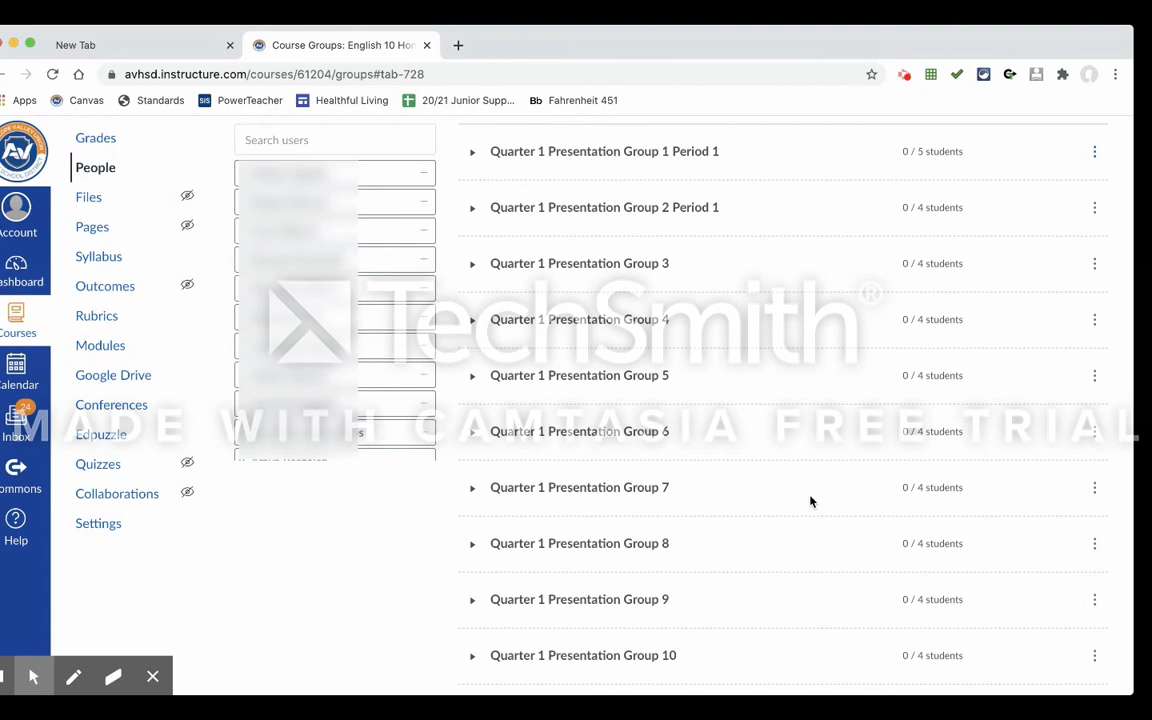 New Tab
Course Groups: English 10 Hon
avhsd.instructure.com/courses/61204/groups#tab-728
Apps
Canvas
Standards
SIS
PowerTeacher
Healthful Living
20/21 Junior Supp...
Bb
Fahrenheit 451
AV
Account
ashboard
Courses
Calendar
24
Inbox
ommons
Help
Grades
People
Files
Pages
Syllabus
Outcomes
Rubrics
Modules
Google Drive
Conferences
Edpuzzle
Quizzes
Collaborations
Settings
Search users
Quarter 1 Presentation Group 1 Period 1 0 / 5 students
Quarter 1 Presentation Group 2 Period 1 0 / 4 students
Quarter 1 Presentation Group 3 0 / 4 students
Quarter 1 Presentation Group 4 0 / 4 students
Quarter 1 Presentation Group 5 0 / 4 students
Quarter 1 Presentation Group 6 0 / 4 students
Quarter 1 Presentation Group 7 0 / 4 students
Quarter 1 Presentation Group 8 0 / 4 students
Quarter 1 Presentation Group 9 0 / 4 students
Quarter 1 Presentation Group 10 0 / 4 students
TechSmith®
MADE WITH CAMTASIA FREE TRIAL